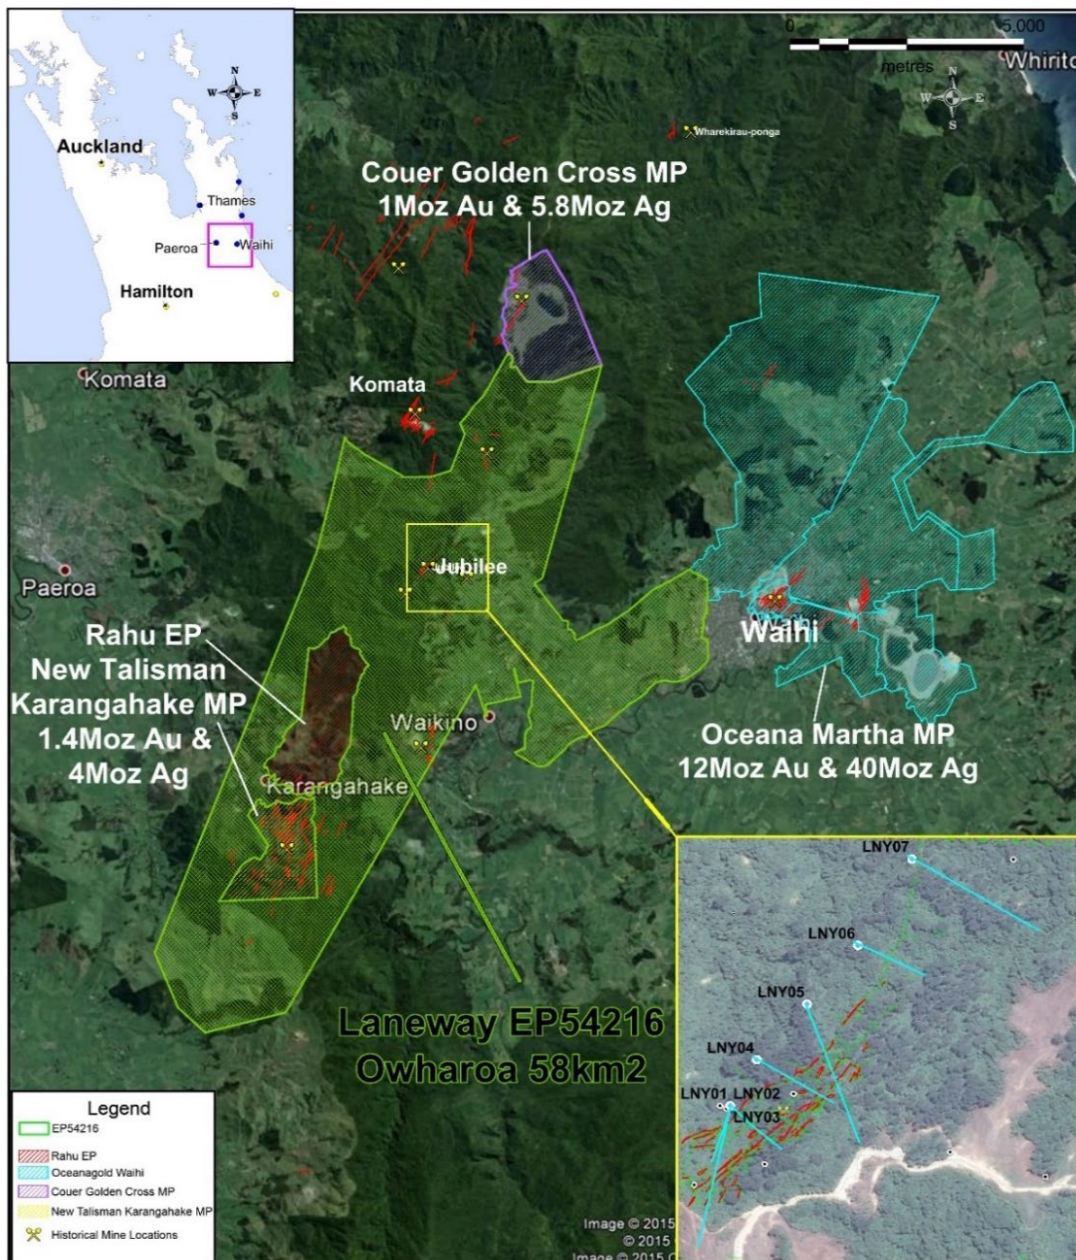 Auckland
Thames
Paeroa
Waihi
Hamilton
N
W E
S
0 5,000
metres
N
W E
S
Whirito
Wharekirau-ponga
Couer Golden Cross MP
1Moz Au & 5.8Moz Ag
Komata
Komata
Paeroa
Jubilee
Rahu EP
New Talisman
Karangahake MP
1.4Moz Au &
4Moz Ag
Waikino
Karangahake
Waihi
Waihi
Oceana Martha MP
12Moz Au & 40Moz Ag
Laneway EP54216
Owharoa 58km2
LNY07
LNY06
LNY05
LNY04
LNY01 LNY02
LNY03
Legend
EP54216
Rahu EP
Oceanagold Waihi
Couer Golden Cross MP
New Talisman Karangahake MP
Historical Mine Locations
Image © 2015
© 2015
Image © 2015